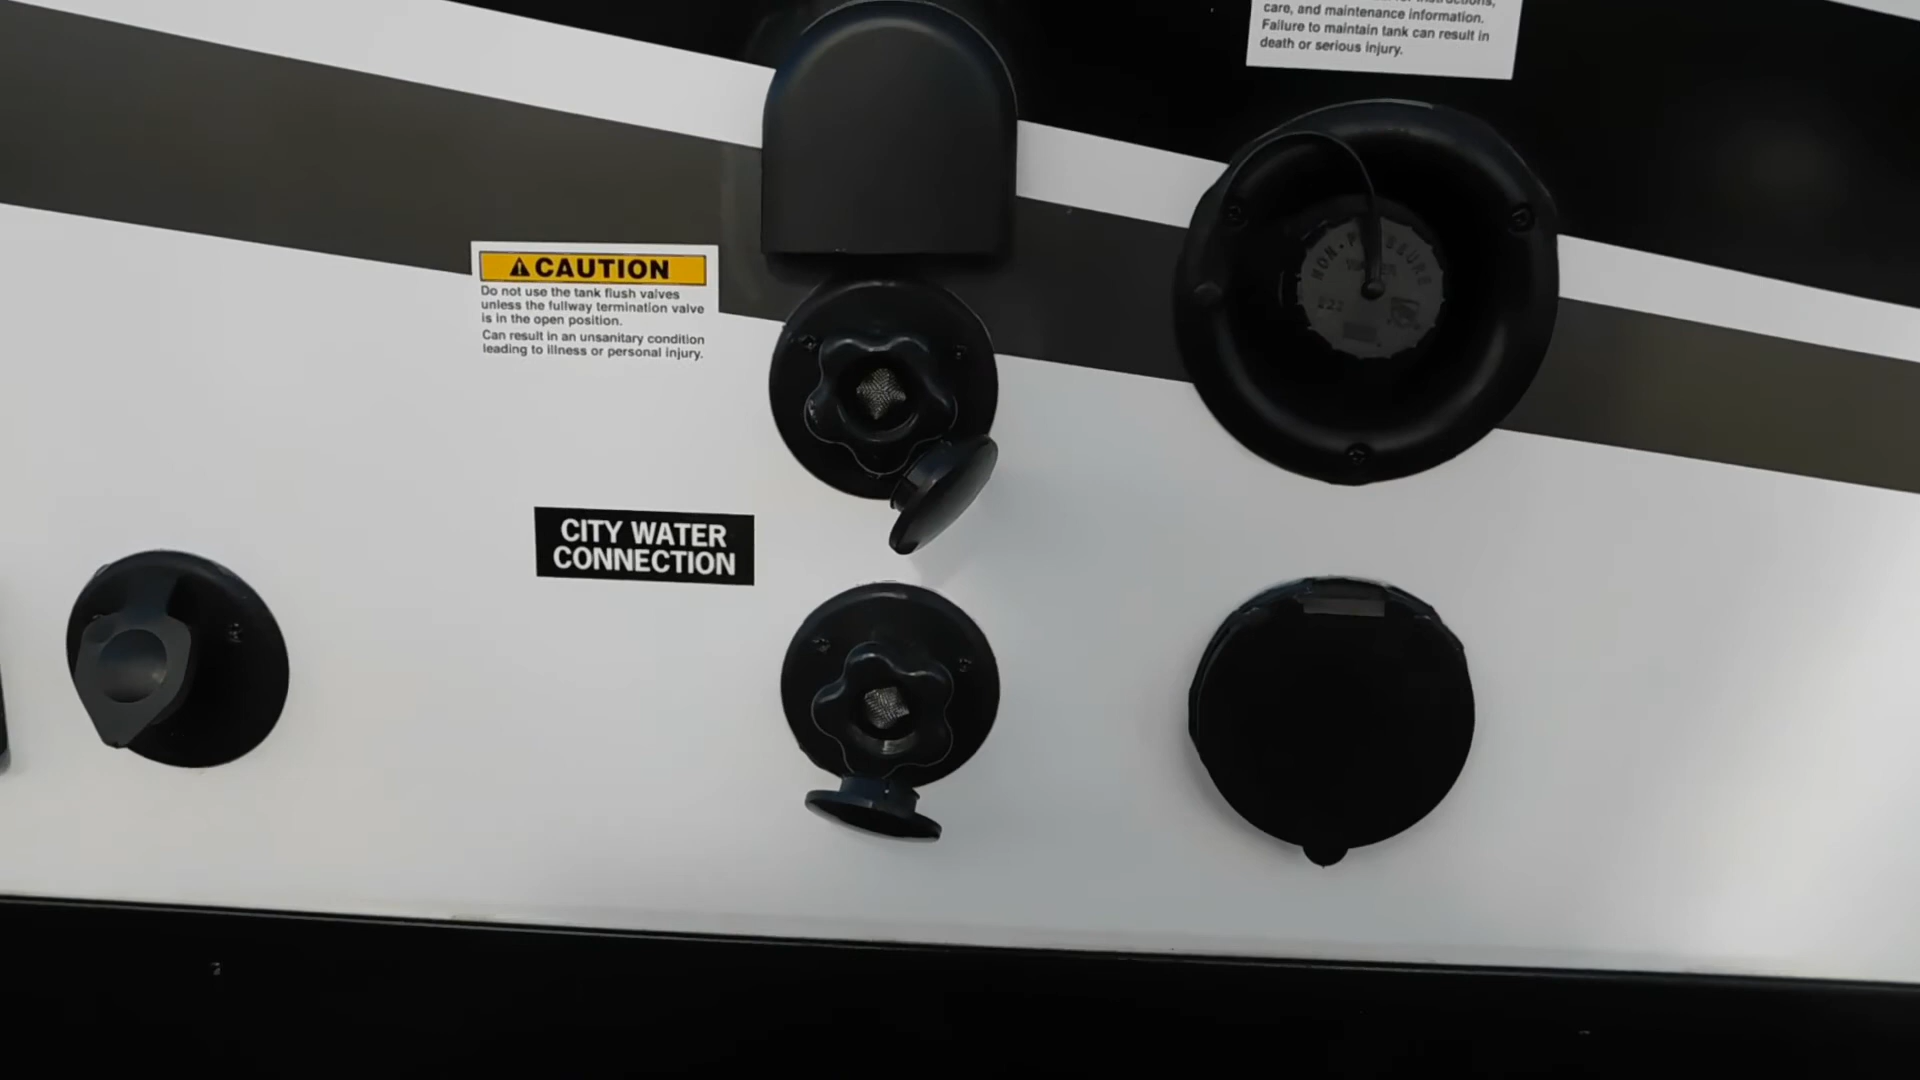 care, and maintenance information.
Failure to maintain tank can result in
death or serious injury.
CAUTION
Do not use the tank flush valves
unless the fullway termination valve
is in the open position.
Can result in an unsanitary condition
leading to illness or personal injury.
NON-PRESSURE
CITY WATER
CONNECTION